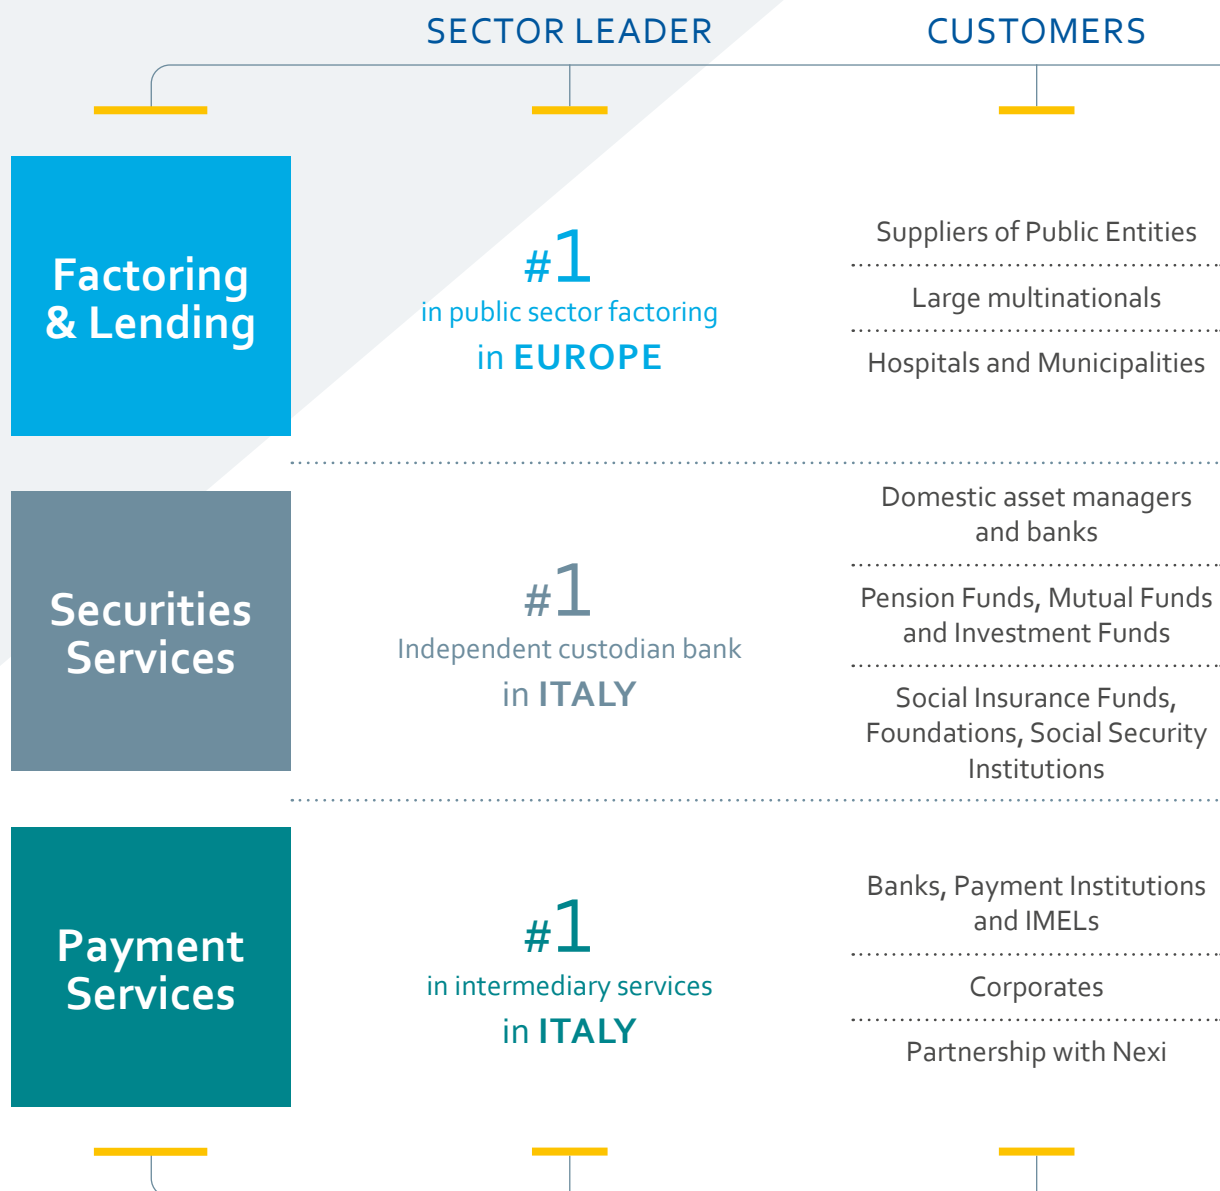 SECTOR LEADER
CUSTOMERS
Factoring
& Lending
#1
in public sector factoring
in EUROPE
Suppliers of Public Entities
Large multinationals
Hospitals and Municipalities
Securities
Services
#1
Independent custodian bank
in ITALY
Domestic asset managers
and banks
Pension Funds, Mutual Funds
and Investment Funds
Social Insurance Funds,
Foundations, Social Security
Institutions
Payment
Services
#1
in intermediary services
in ITALY
Banks, Payment Institutions
and IMELs
Corporates
Partnership with Nexi